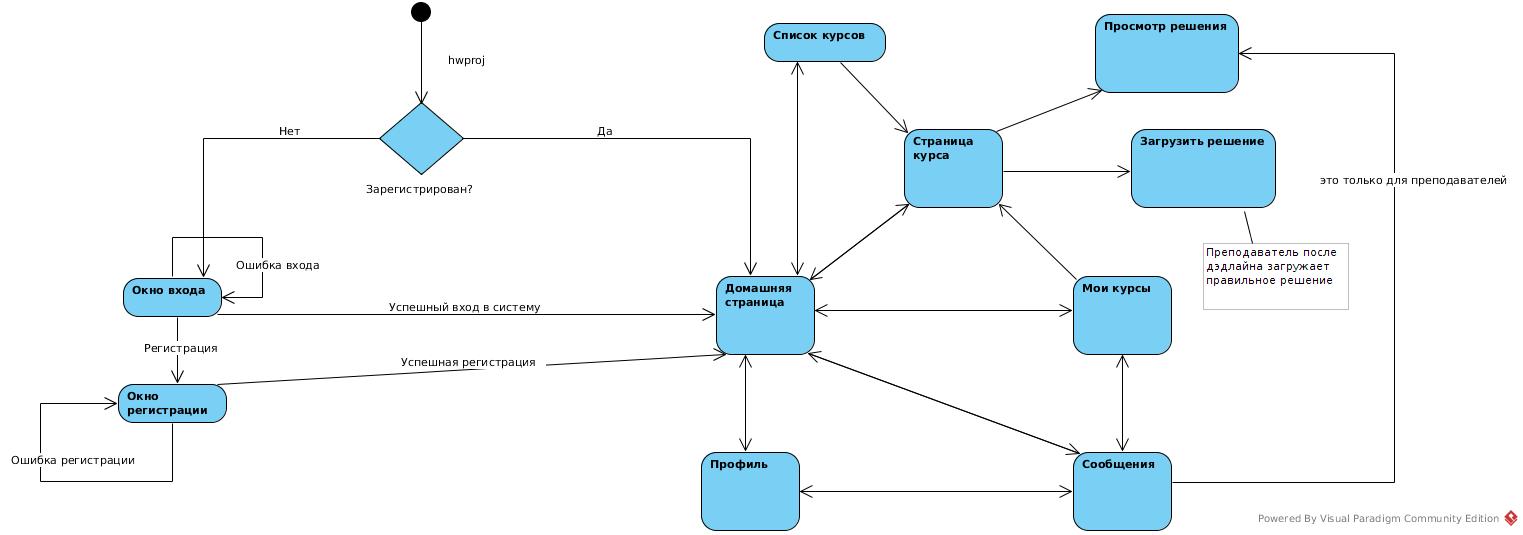 hwproj
Нет
Да
Зарегистрирован?
Список курсов
Просмотр решения
Страница
курса
Загрузить решение
это только для преподавателей
Преподаватель после
дэдлайна загружает
правильное решение
Ошибка входа
Окно входа
Успешный вход в систему
Домашняя
страница
Мои курсы
Регистрация
Успешная регистрация
Окно
регистрации
Ошибка регистрации
Профиль
Сообщения
Powered By Visual Paradigm Community Edition